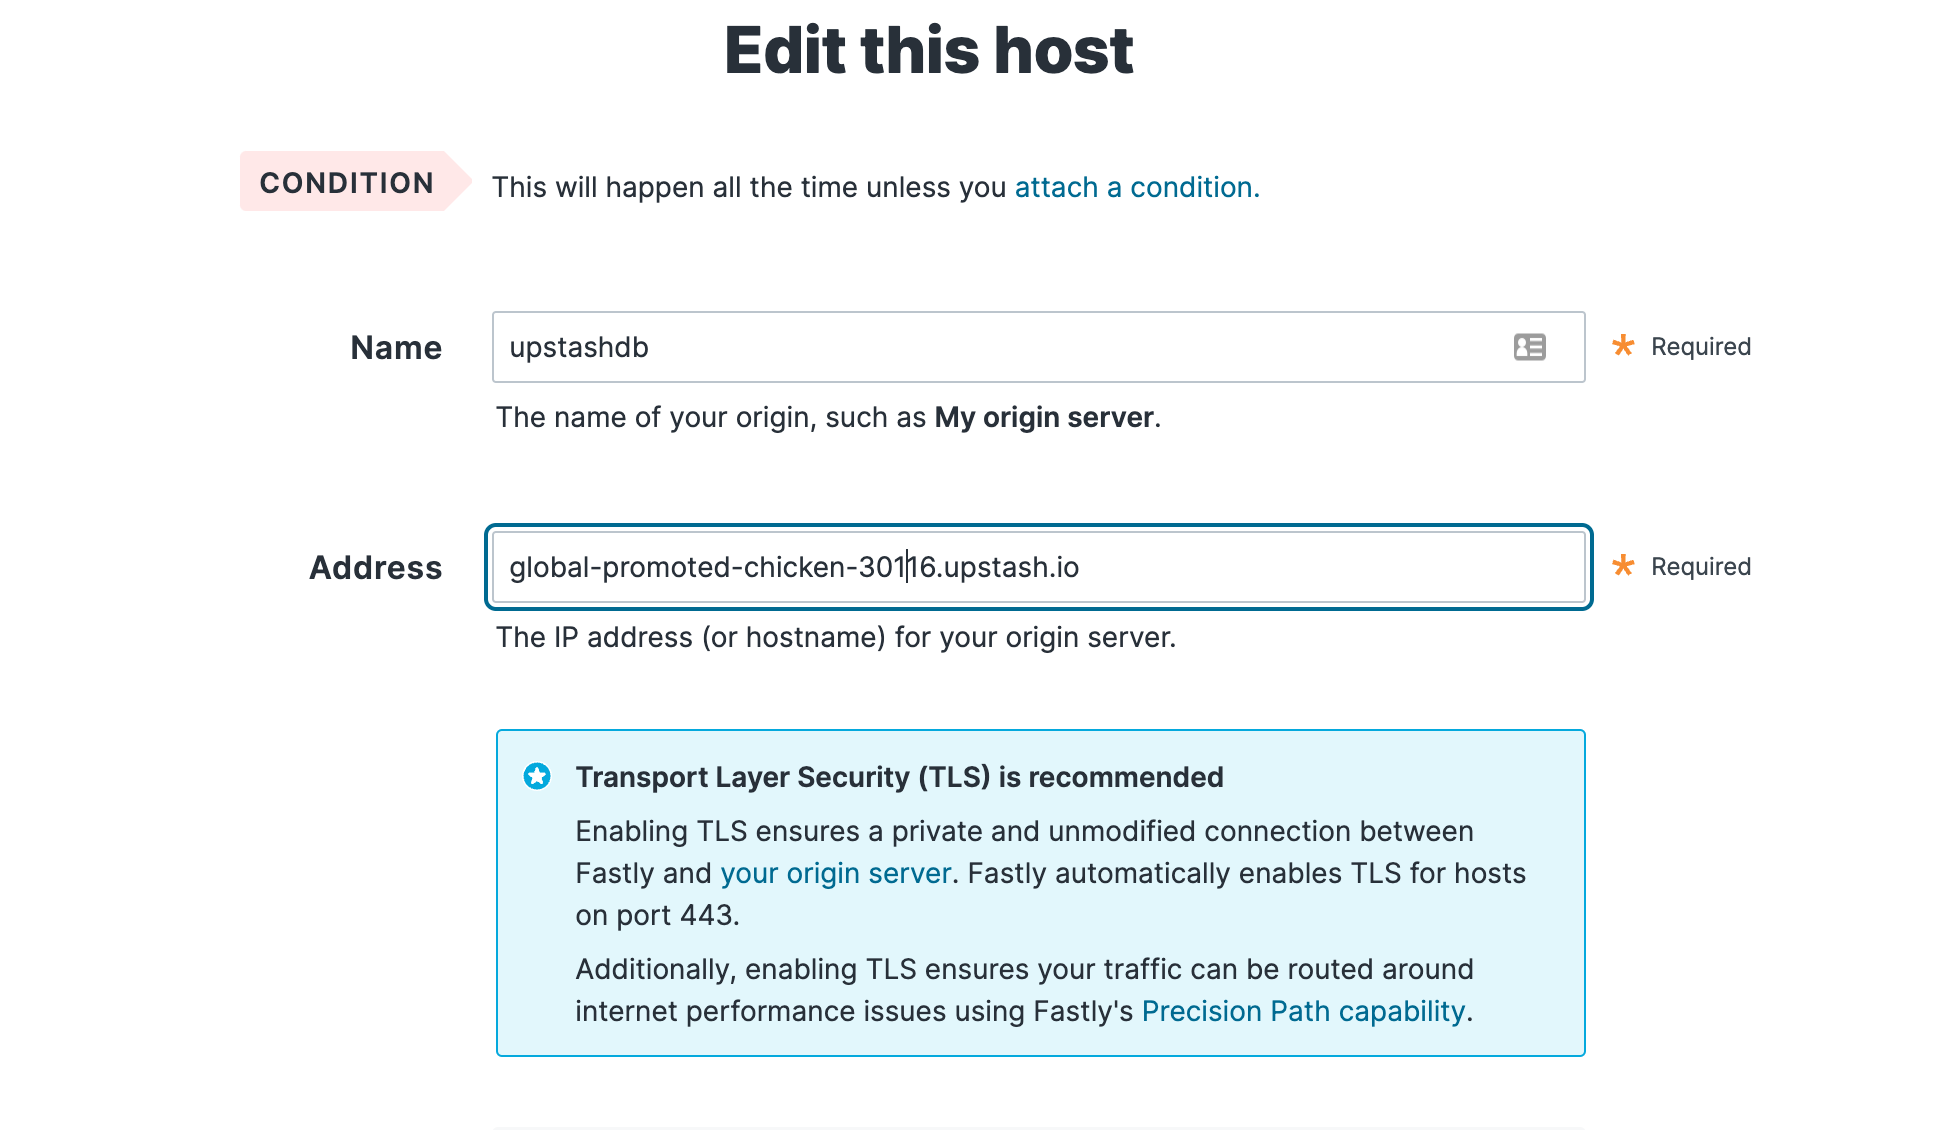 Edit this host
CONDITION
This will happen all the time unless you attach a condition.
Name
upstashdb
* Required
The name of your origin, such as My origin server.
Address
global-promoted-chicken-30116.upstash.io
* Required
The IP address (or hostname) for your origin server.
Transport Layer Security (TLS) is recommended
Enabling TLS ensures a private and unmodified connection between
Fastly and your origin server. Fastly automatically enables TLS for hosts
on port 443.
Additionally, enabling TLS ensures your traffic can be routed around
internet performance issues using Fastly's Precision Path capability.